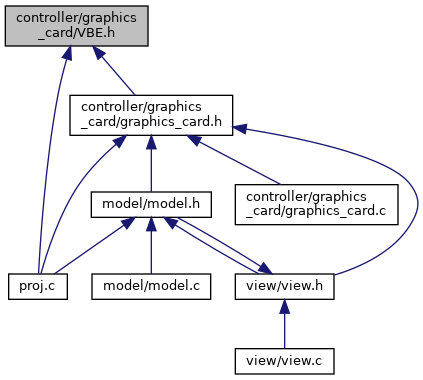 controller/graphics
_card/VBE.h
controller/graphics
_card/graphics_card.h
model/model.h
controller/graphics
_card/graphics_card.c
proj.c
model/model.c
view/view.h
view/view.c